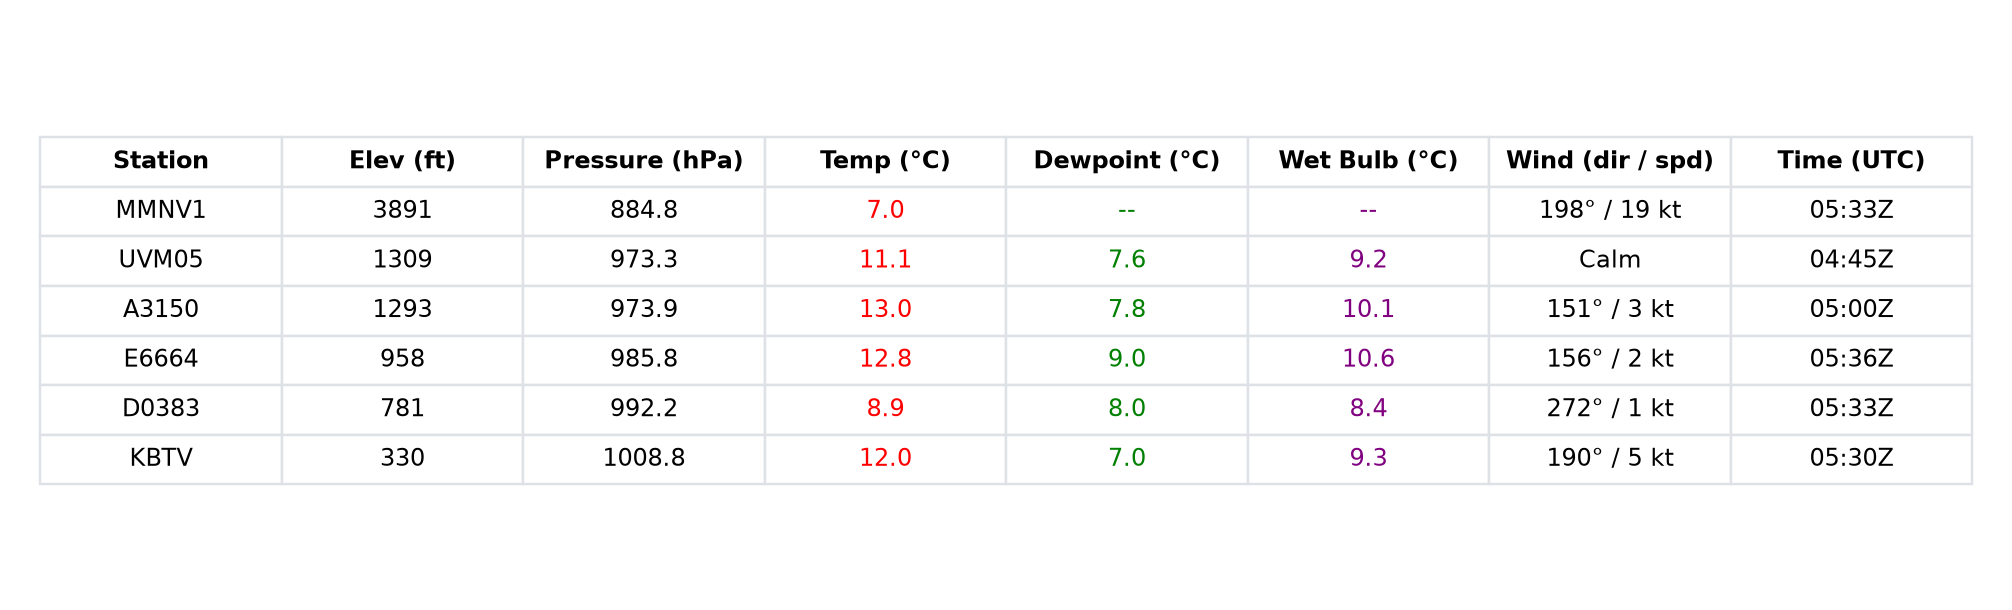 Station Elev (ft) Pressure (hPa) Temp (°C) Dewpoint (°C) Wet Bulb (°C) Wind (dir / spd) Time (UTC)
MMNV1 3891 884.8 7.0 -- -- 198° / 19 kt 05:33Z
UVM05 1309 973.3 11.1 7.6 9.2 Calm 04:45Z
A3150 1293 973.9 13.0 7.8 10.1 151° / 3 kt 05:00Z
E6664 958 985.8 12.8 9.0 10.6 156° / 2 kt 05:36Z
D0383 781 992.2 8.9 8.0 8.4 272° / 1 kt 05:33Z
KBTV 330 1008.8 12.0 7.0 9.3 190° / 5 kt 05:30Z